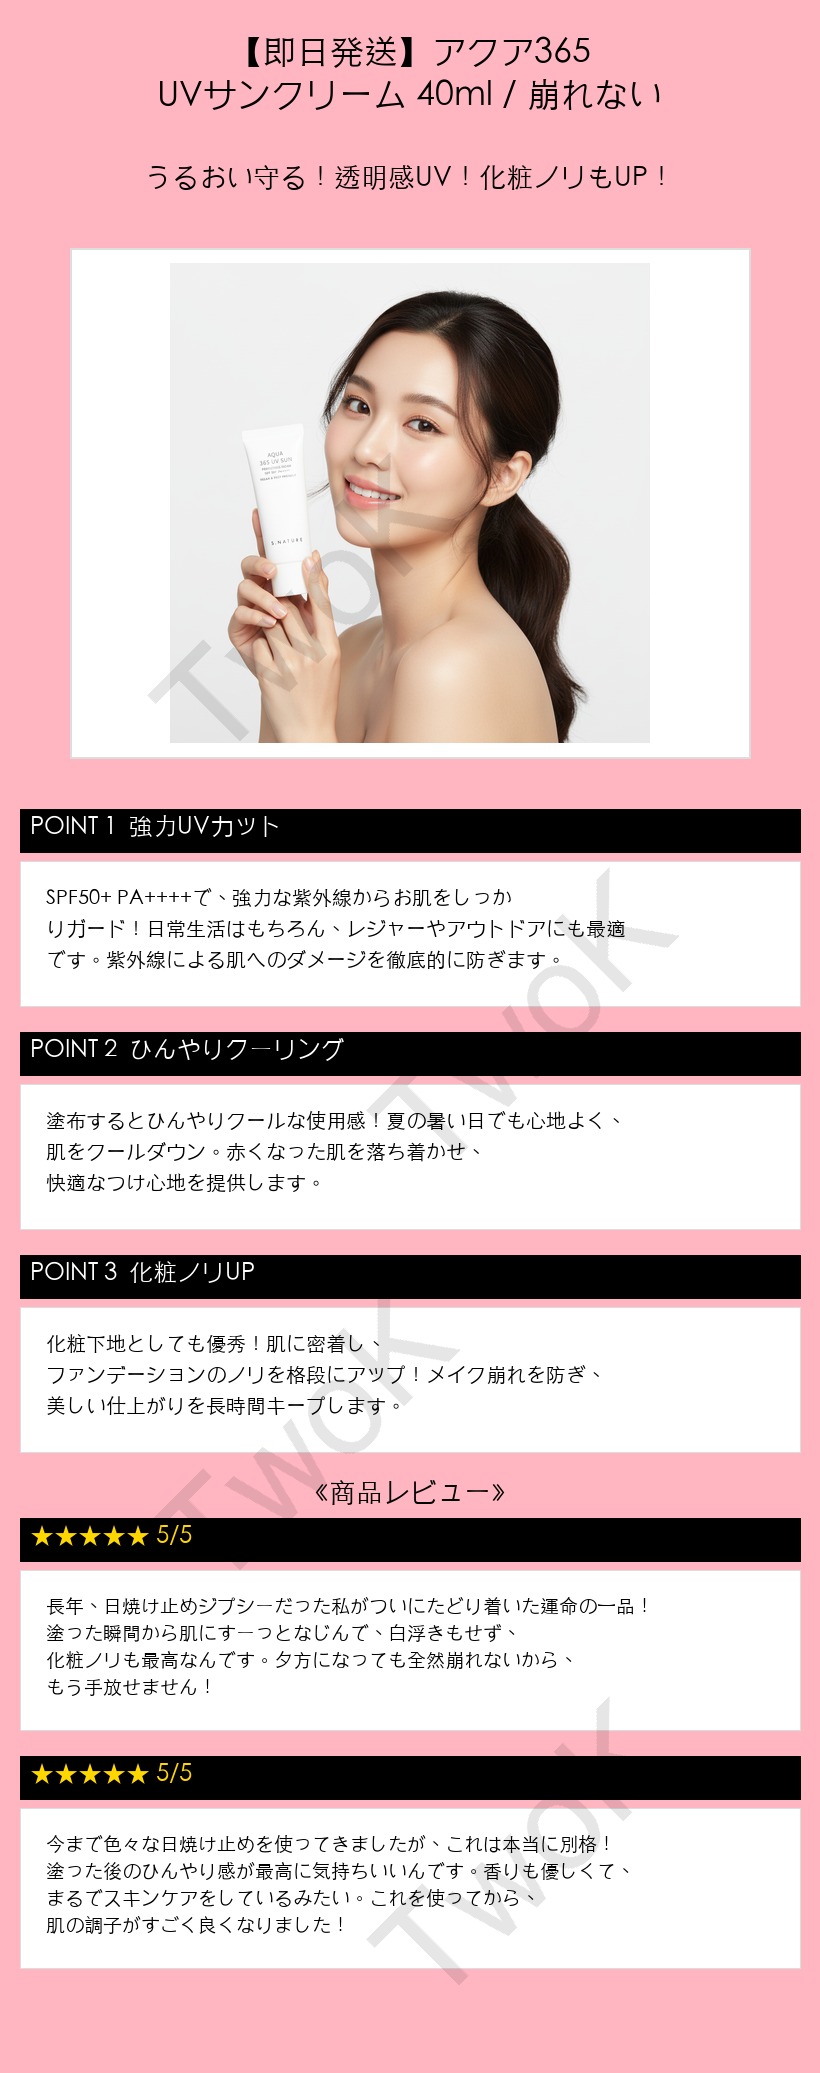 【即日発送】アクア365
UVサンクリーム 40ml / 崩れない
うるおい守る！透明感UV！化粧ノリもUP！
AQUA
365 UV SUN
S.NATURE
TwoK
POINT 1 強力UVカット
SPF50+ PA++++で、強力な紫外線からお肌をしっか
りガード！日常生活はもちろん、レジャーやアウトドアにも最適
です。紫外線による肌へのダメージを徹底的に防ぎます。
TwoK
POINT 2 ひんやりクーリング
塗布するとひんやりクールな使用感！夏の暑い日でも心地よく、
肌をクールダウン。赤くなった肌を落ち着かせ、
快適なつけ心地を提供します。
POINT 3 化粧ノリUP
化粧下地としても優秀！肌に密着し、
ファンデーションのノリを格段にアップ！メイク崩れを防ぎ、
美しい仕上がりを長時間キープします。
TwoK
《商品レビュー》
★★★★★ 5/5
長年、日焼け止めジプシーだった私がついにたどり着いた運命の一品！
塗った瞬間から肌にすーっとなじんで、白浮きもせず、
化粧ノリも最高なんです。夕方になっても全然崩れないから、
もう手放せません！
★★★★★ 5/5
今まで色々な日焼け止めを使ってきましたが、これは本当に別格！
塗った後のひんやり感が最高に気持ちいいんです。香りも優しくて、
まるでスキンケアをしているみたい。これを使ってから、
肌の調子がすごく良くなりました！
TwoK